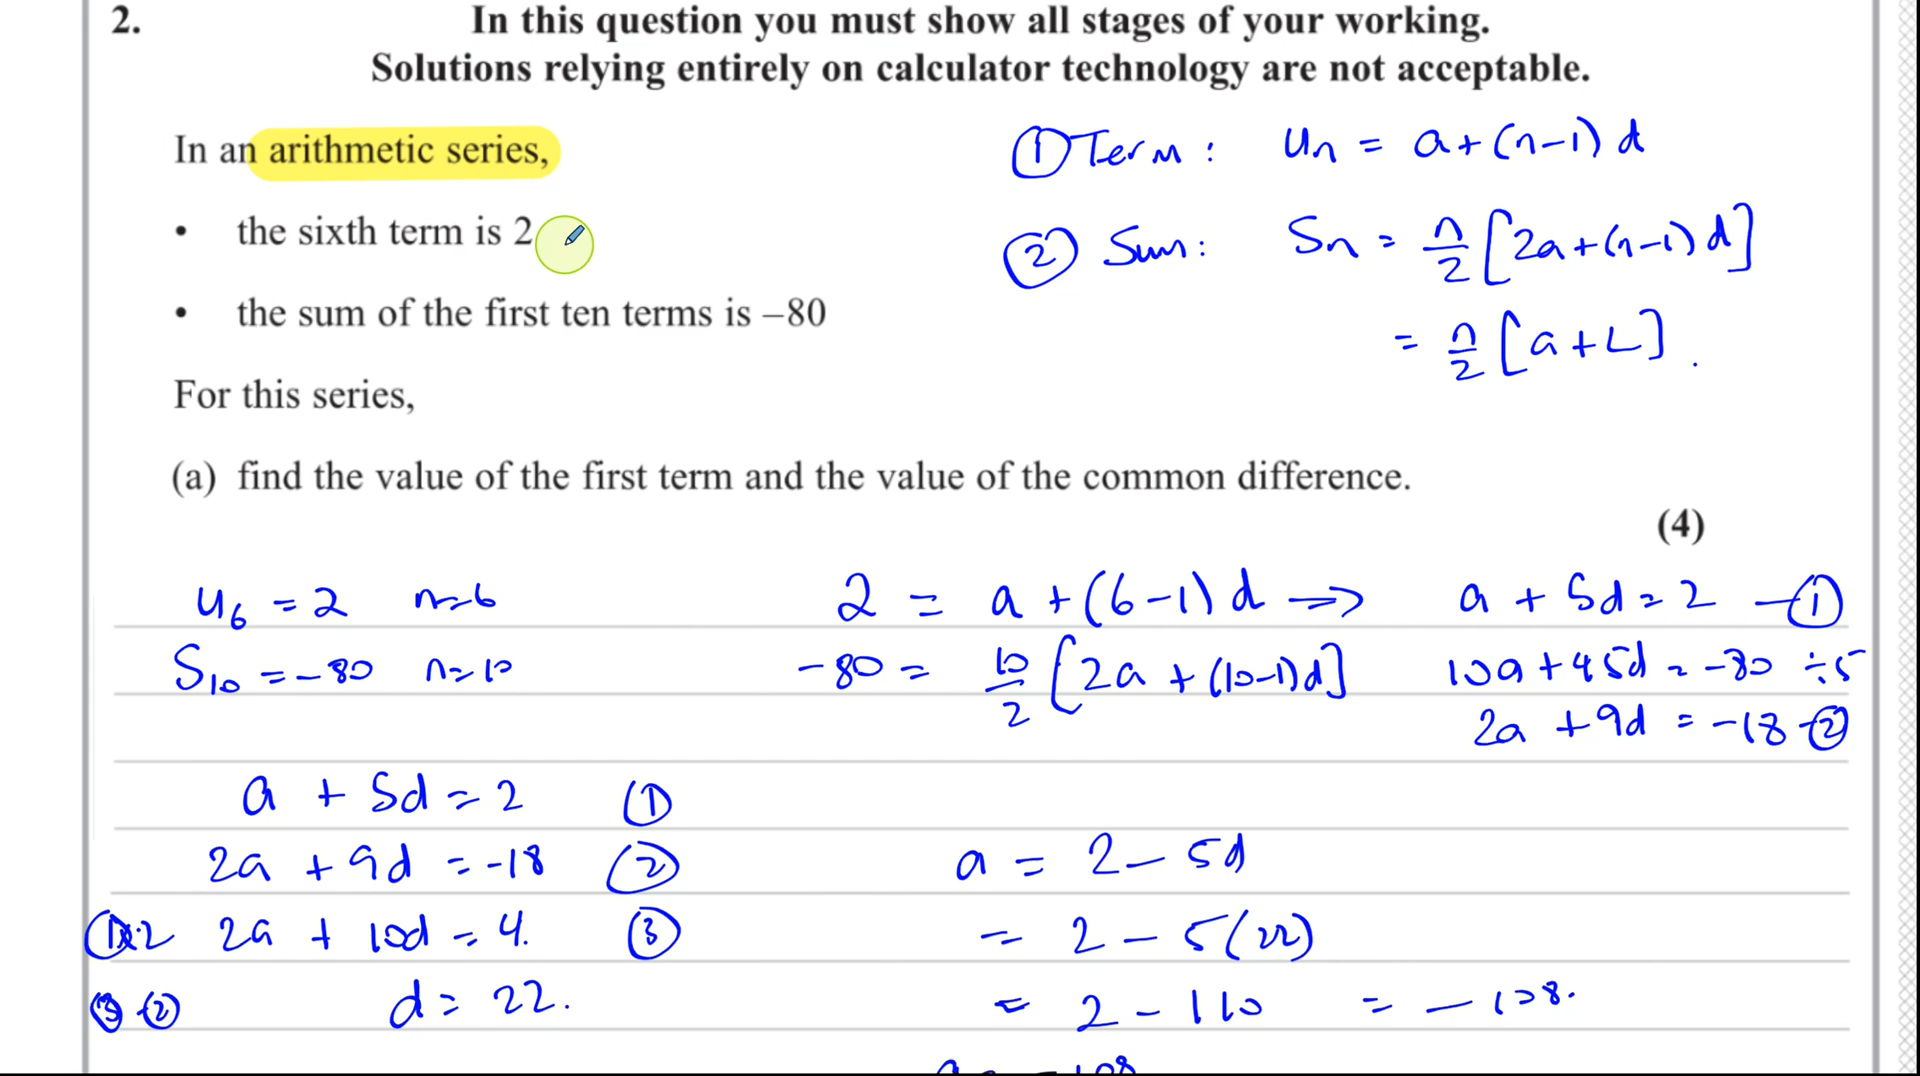 2. In this question you must show all stages of your working.
Solutions relying entirely on calculator technology are not acceptable.
In an arithmetic series,
• the sixth term is 2
• the sum of the first ten terms is –80
① Term : Un = a+(n-1)d
② Sum: Sn = n/2 [2a+(n-1)d]
= n/2 [a+L].
For this series,
(a) find the value of the first term and the value of the common difference.
(4)
u6 = 2 n=6 2 = a+(6-1)d → a + 5d = 2 —①
S10 = -80 n=10 -80 = 10/2 [2a + (10-1)d] 10a+45d = -80 ÷5
2a + 9d = -18 -②
a + 5d = 2 ①
2a + 9d = -18 ② a = 2 - 5d
①x2 2a + 10d = 4. ③ = 2 - 5(22)
③-② d = 22. = 2 - 110 = -108.
a = -108